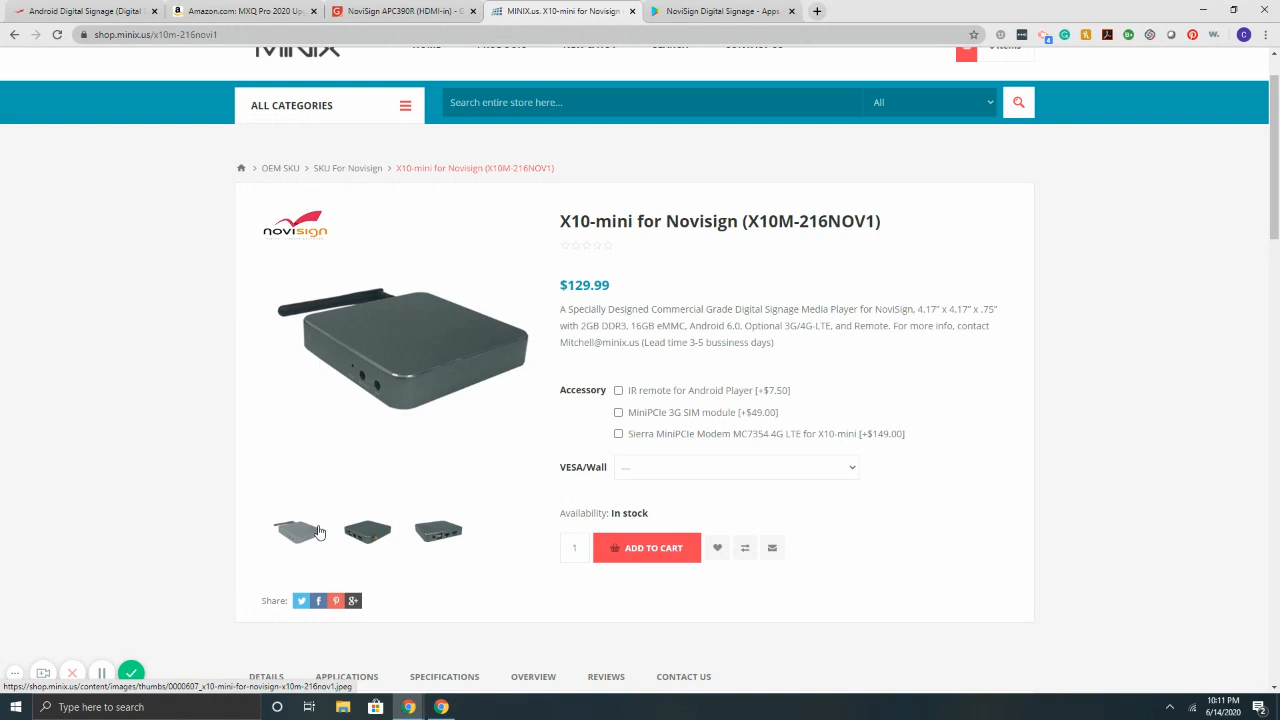 Android Digital Signage Digital
Amazon.com MXQ Pro 2020 Upg
Novisign APC390R (HDMI-in) - C
MINIX.us X10-mini for Novisign
NoviSign Digital Signage - Apps
shop.minix.us/x10m-216nov1
C
MINIX
ALL CATEGORIES
Search entire store here...
All
OEM SKU
SKU For Novisign
X10-mini for Novisign (X10M-216NOV1)
novisign
X10-mini for Novisign (X10M-216NOV1)
$129.99
A Specially Designed Commercial Grade Digital Signage Media Player for NoviSign, 4.17” x 4.17” x .75”
with 2GB DDR3, 16GB eMMC, Android 6.0, Optional 3G/4G-LTE, and Remote. For more info, contact
Mitchell@minix.us (Lead time 3-5 bussiness days)
Accessory
IR remote for Android Player [+$7.50]
MiniPCIe 3G SIM module [+$49.00]
Sierra MiniPCIe Modem MC7354 4G LTE for X10-mini [+$149.00]
VESA/Wall
---
Availability: In stock
1
ADD TO CART
Share:
DETAILS
APPLICATIONS
SPECIFICATIONS
OVERVIEW
REVIEWS
CONTACT US
http://shop.minix.us/content/image/thumbs/0000607_x10-mini-for-novisign-x10m-216nov1.jpeg
Type here to search
10:11 PM
6/14/2020
2